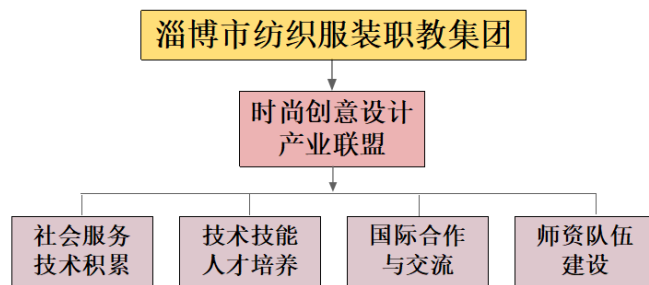 淄博市纺织服装职教集团
时尚创意设计
产业联盟
社会服务
技术积累
技术技能
人才培养
国际合作
与交流
师资队伍
建设